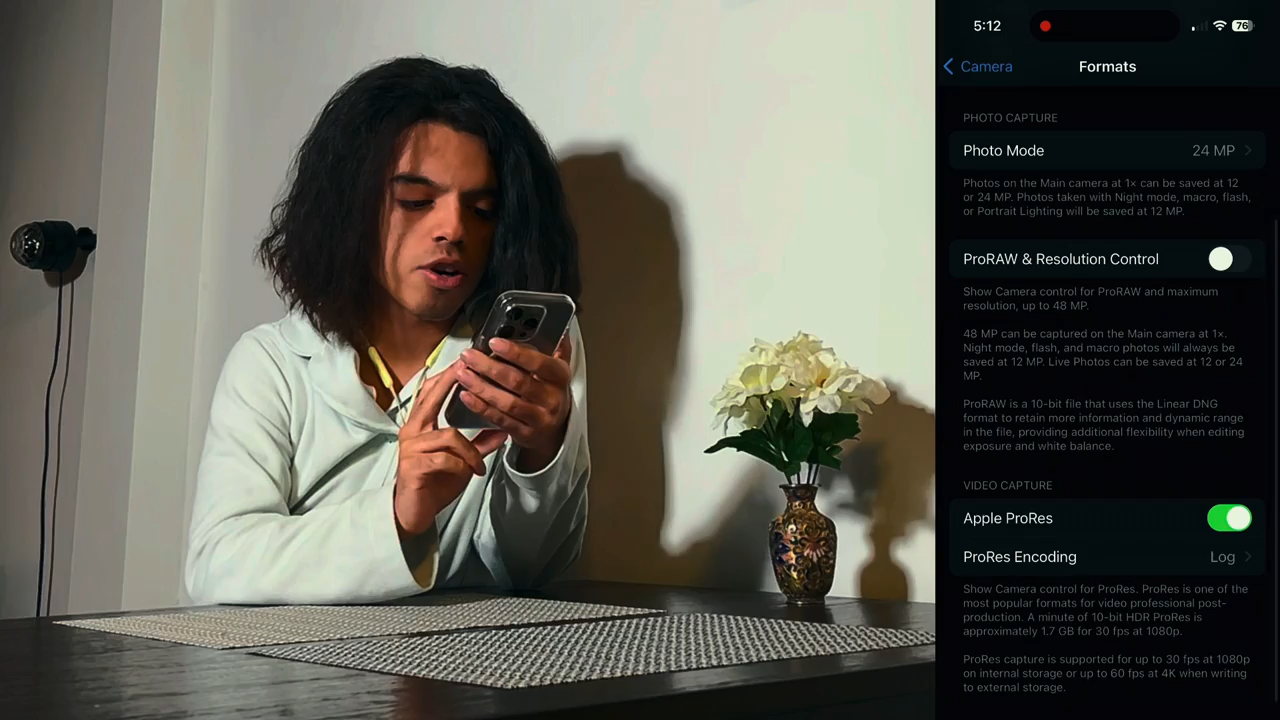 5:12
76
Camera
Formats
PHOTO CAPTURE
Photo Mode
24 MP
Photos on the Main camera at 1× can be saved at 12
or 24 MP. Photos taken with Night mode, macro, flash,
or Portrait Lighting will be saved at 12 MP.
ProRAW & Resolution Control
Show Camera control for ProRAW and maximum
resolution, up to 48 MP.
48 MP can be captured on the Main camera at 1×.
Night mode, flash, and macro photos will always be
saved at 12 MP. Live Photos can be saved at 12 or 24
MP.
ProRAW is a 10-bit file that uses the Linear DNG
format to retain more information and dynamic range
in the file, providing additional flexibility when editing
exposure and white balance.
VIDEO CAPTURE
Apple ProRes
ProRes Encoding
Log
Show Camera control for ProRes. ProRes is one of the
most popular formats for video professional post-
production. A minute of 10-bit HDR ProRes is
approximately 1.7 GB for 30 fps at 1080p.
ProRes capture is supported for up to 30 fps at 1080p
on internal storage or up to 60 fps at 4K when writing
to external storage.